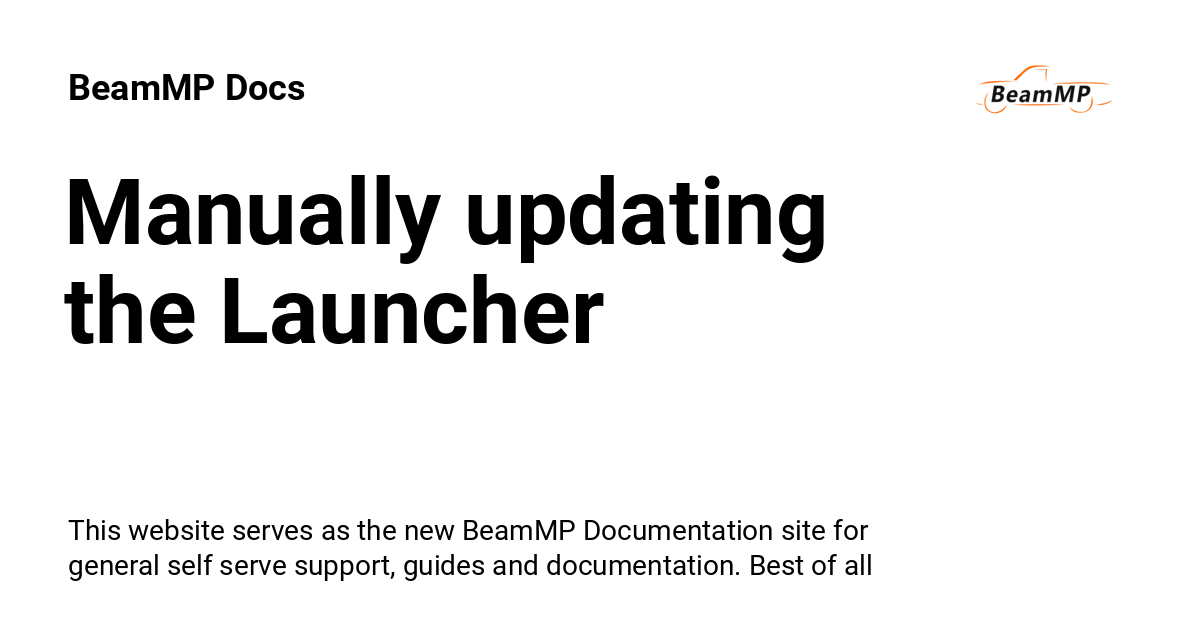 BeamMP Docs
BeamMP
Manually updating
the Launcher
This website serves as the new BeamMP Documentation site for
general self serve support, guides and documentation. Best of all